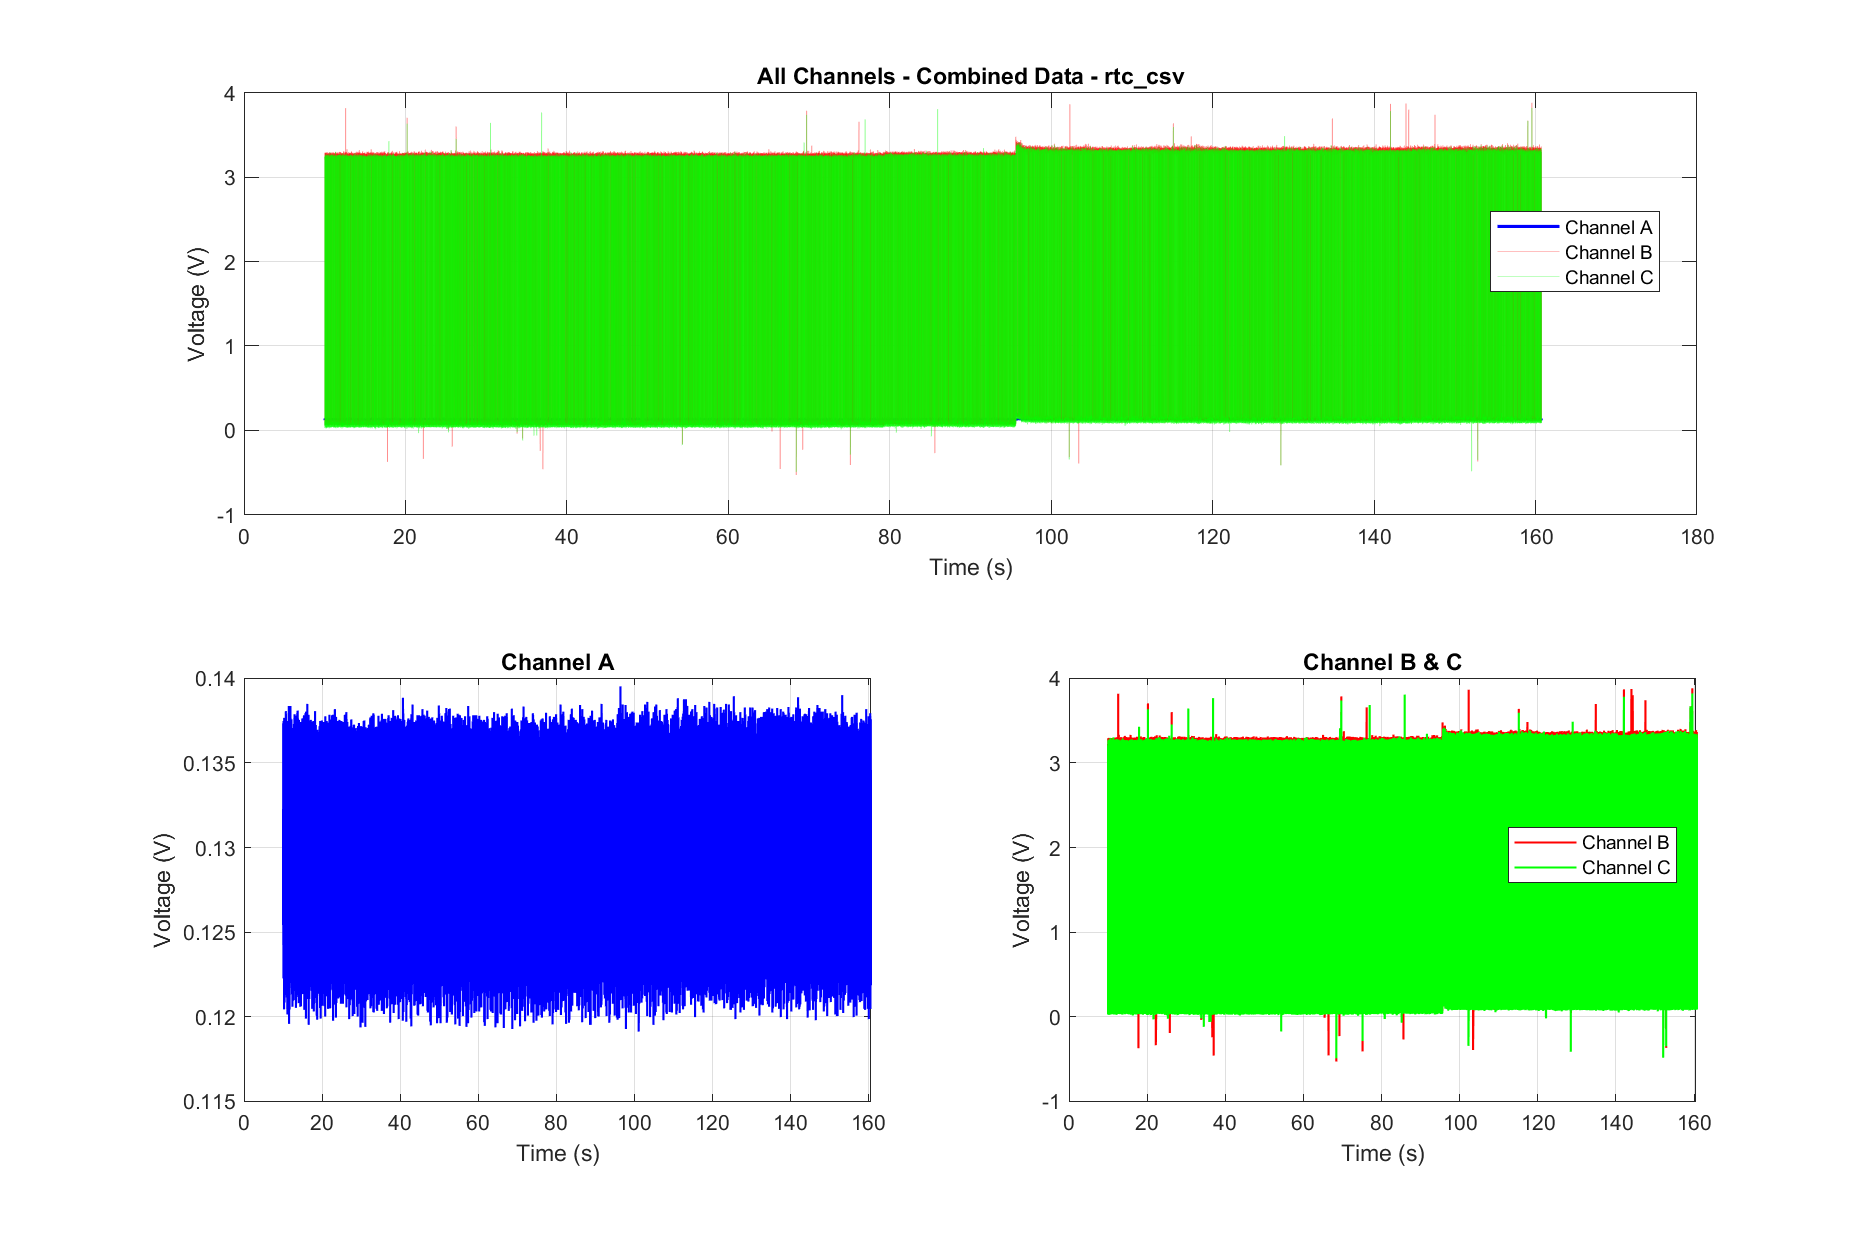 All Channels - Combined Data - rtc_csv
4
3
2
1
0
-1
Voltage (V)
Channel A
Channel B
Channel C
0 20 40 60 80 100 120 140 160 180
Time (s)
Channel A
0.14
0.135
0.13
0.125
0.12
0.115
Voltage (V)
0 20 40 60 80 100 120 140 160
Time (s)
Channel B & C
4
3
2
1
0
-1
Voltage (V)
Channel B
Channel C
0 20 40 60 80 100 120 140 160
Time (s)